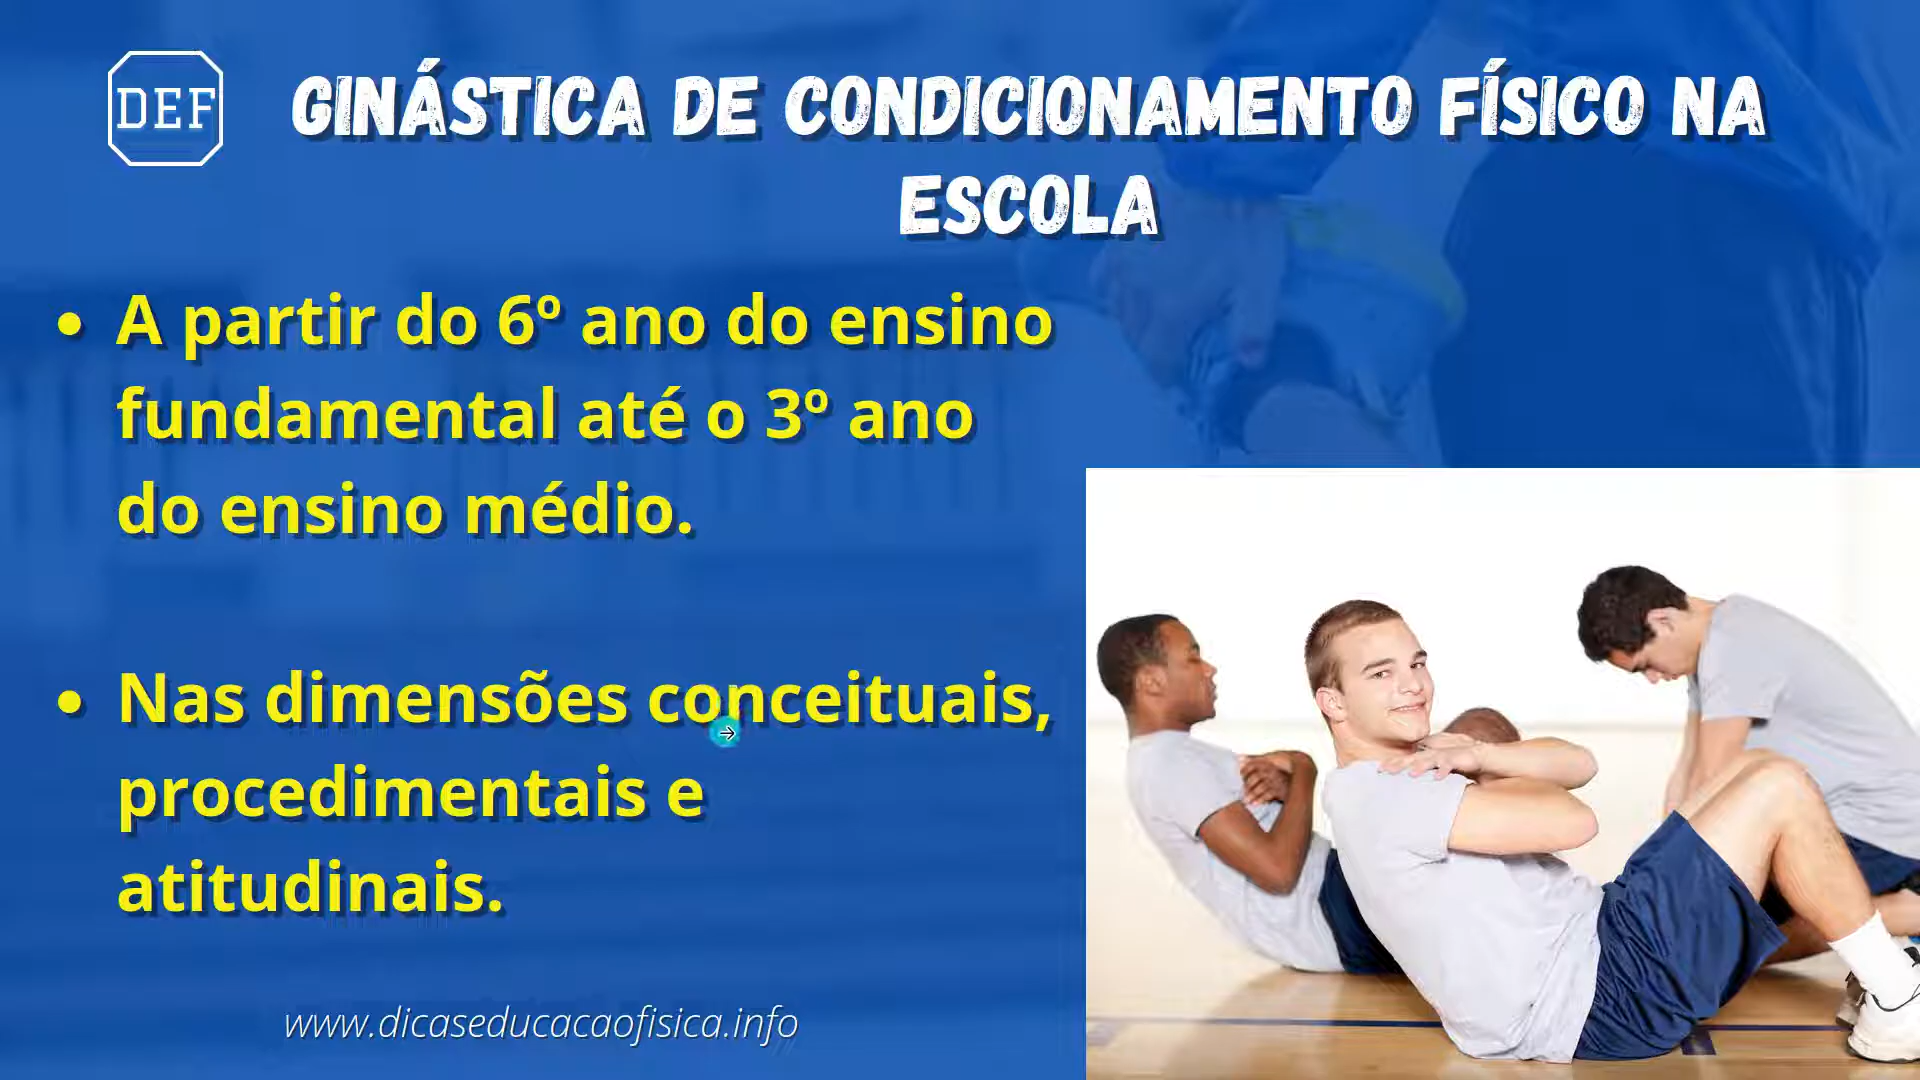 DEF
GINÁSTICA DE CONDICIONAMENTO FÍSICO NA
ESCOLA
• A partir do 6º ano do ensino
fundamental até o 3º ano
do ensino médio.
• Nas dimensões conceituais,
procedimentais e
atitudinais.
www.dicaseducacaofisica.info